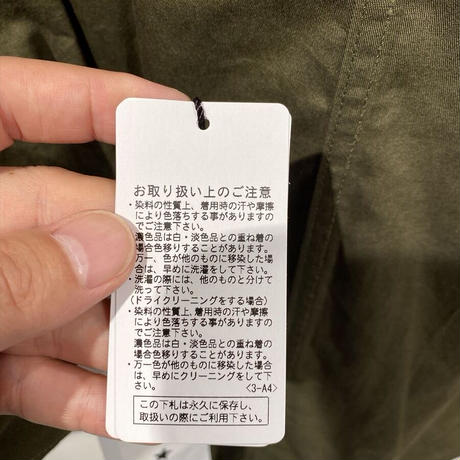 お取り扱い上のご注意
・染料の性質上、着用時の汗や摩擦
により色落ちする事がありますの
でご注意下さい。
濃色品は白・淡色品との重ね着の
場合色移りすることがあります。
万一、色が他のものに移染した場
合は、早めに洗濯をして下さい。
・洗濯の際には、他のものと分けて
洗って下さい。
(ドライクリーニングをする場合)
・染料の性質上、着用時の汗や摩擦
により色落ちする事がありますの
でご注意下さい。
濃色品は白・淡色品との重ね着の
場合色移りすることがあります。
・万一色が他のものに移染した場合
は、早めにクリーニングをして下
さい。 <3-A4>
この下札は永久に保存し、
取扱いの際にご利用下さい。